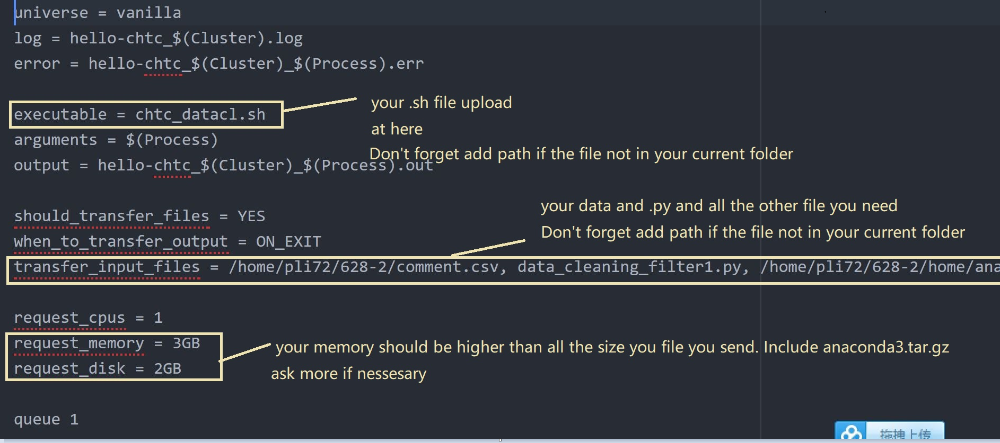 universe = vanilla
log = hello-chtc_$(Cluster).log
error = hello-chtc_$(Cluster)_$(Process).err
your .sh file upload
executable = chtc_datacl.sh
at here
arguments = $(Process)
Don't forget add path if the file not in your current folder
output = hello-chtc_$(Cluster)_$(Process).out
your data and .py and all the other file you need
should_transfer_files = YES
Don't forget add path if the file not in your current folder
when_to_transfer_output = ON_EXIT
transfer_input_files = /home/pli72/628-2/comment.csv, data_cleaning_filter1.py, /home/pli72/628-2/home/ana
request_cpus = 1
request_memory = 3GB
your memory should be higher than all the size you file you send. Include anaconda3.tar.gz
request_disk = 2GB
ask more if nessesary
queue 1
拖拽上传